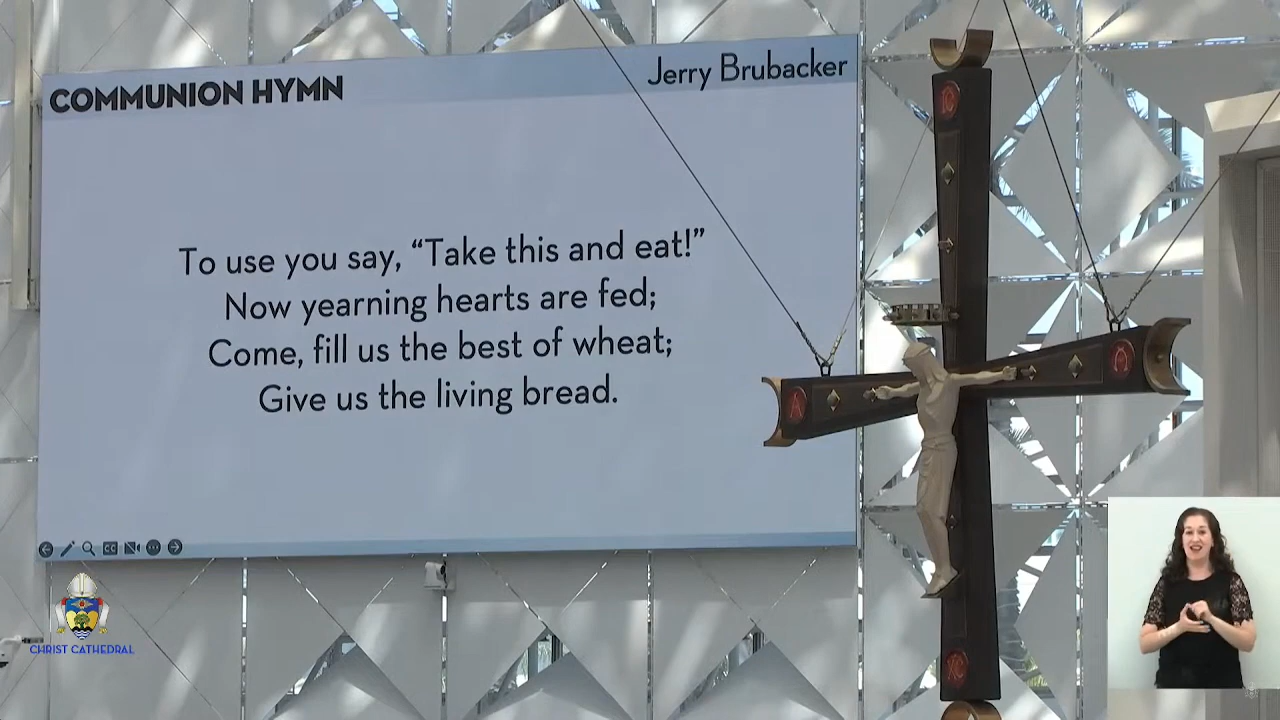 COMMUNION HYMN
Jerry Brubacker
To use you say, “Take this and eat!”
Now yearning hearts are fed;
Come, fill us the best of wheat;
Give us the living bread.
CHRIST CATHEDRAL